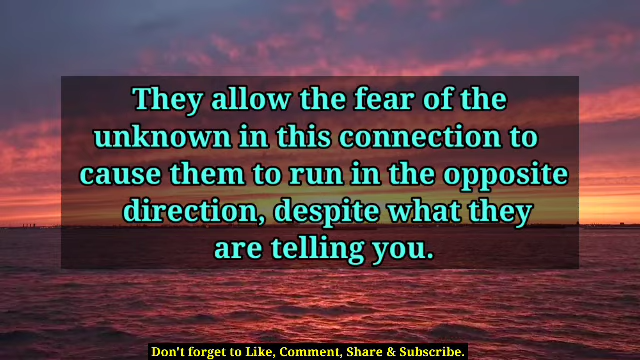 They allow the fear of the
unknown in this connection to
cause them to run in the opposite
direction, despite what they
are telling you.
Don't forget to Like, Comment, Share & Subscribe.